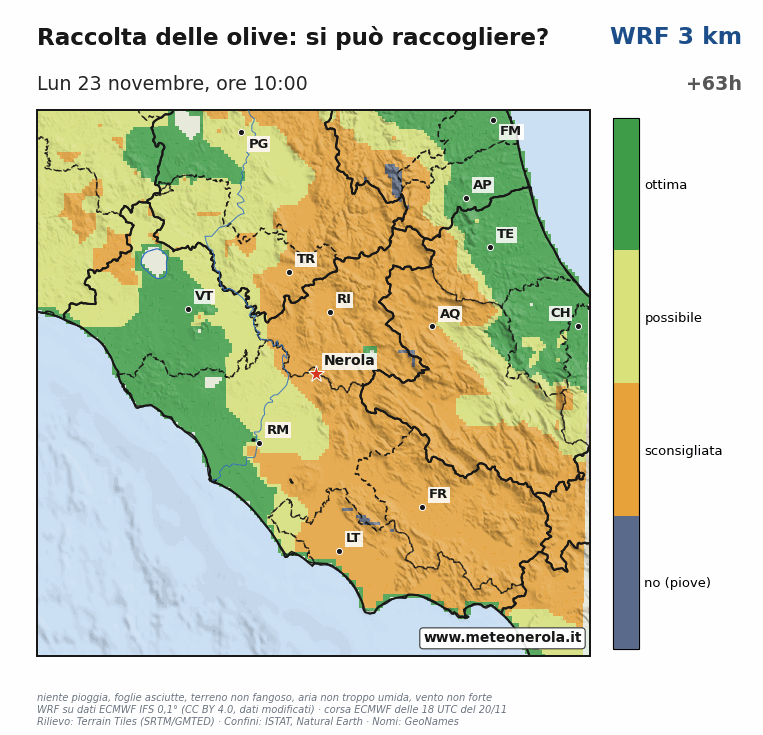 Raccolta delle olive: si può raccogliere?
WRF 3 km
Lun 23 novembre, ore 10:00
+63h
FM
PG
AP
TE
TR
VT
RI
AQ
CH
Nerola
RM
FR
LT
www.meteonerola.it
ottima
possibile
sconsigliata
no (piove)
niente pioggia, foglie asciutte, terreno non fangoso, aria non troppo umida, vento non forte
WRF su dati ECMWF IFS 0,1° (CC BY 4.0, dati modificati) · corsa ECMWF delle 18 UTC del 20/11
Rilievo: Terrain Tiles (SRTM/GMTED) · Confini: ISTAT, Natural Earth · Nomi: GeoNames